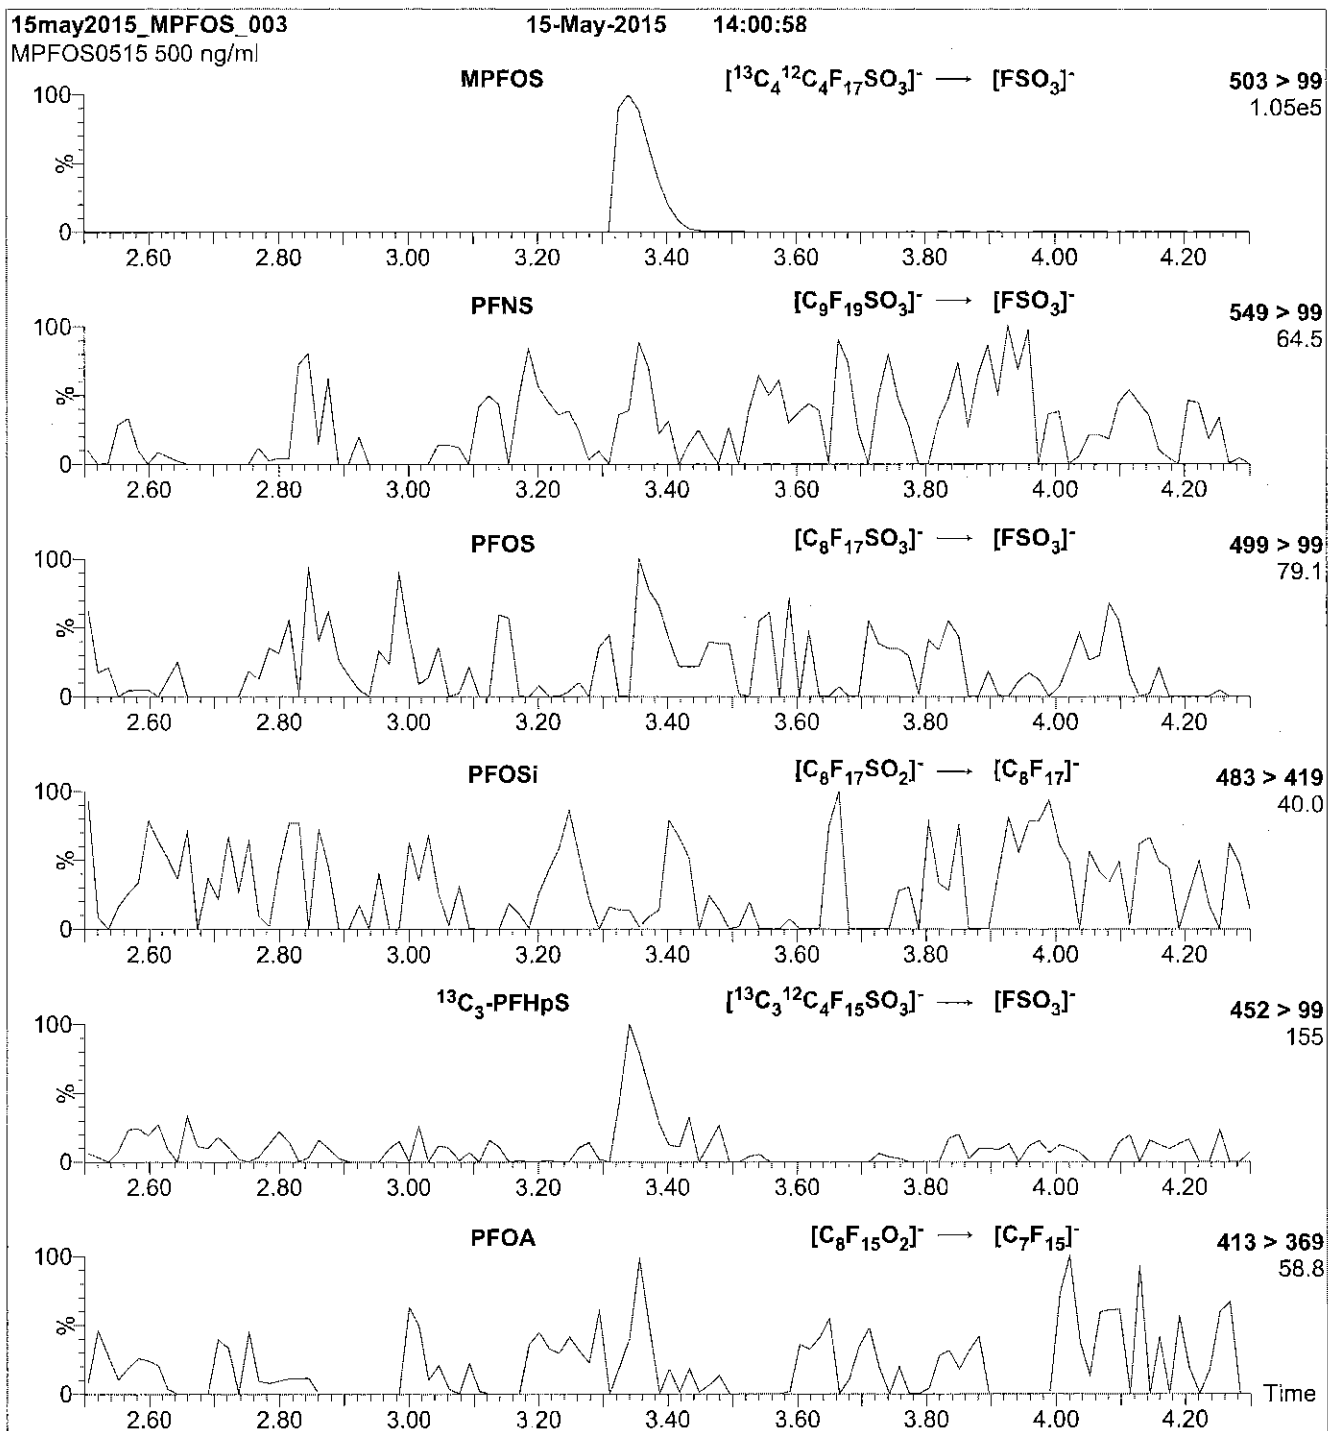 15may2015_MPFOS_003 15-May-2015 14:00:58
MPFOS0515 500 ng/ml
MPFOS [¹³C₄¹²C₄F₁₇SO₃]⁻ → [FSO₃]⁻ 503 > 99
1.05e5
100
%
0
2.60 2.80 3.00 3.20 3.40 3.60 3.80 4.00 4.20
PFNS [C₉F₁₉SO₃]⁻ → [FSO₃]⁻ 549 > 99
64.5
100
%
0
2.60 2.80 3.00 3.20 3.40 3.60 3.80 4.00 4.20
PFOS [C₈F₁₇SO₃]⁻ → [FSO₃]⁻ 499 > 99
79.1
100
%
0
2.60 2.80 3.00 3.20 3.40 3.60 3.80 4.00 4.20
PFOSi [C₈F₁₇SO₂]⁻ → [C₈F₁₇]⁻ 483 > 419
40.0
100
%
0
2.60 2.80 3.00 3.20 3.40 3.60 3.80 4.00 4.20
¹³C₃-PFHpS [¹³C₃¹²C₄F₁₅SO₃]⁻ → [FSO₃]⁻ 452 > 99
155
100
%
0
2.60 2.80 3.00 3.20 3.40 3.60 3.80 4.00 4.20
PFOA [C₈F₁₅O₂]⁻ → [C₇F₁₅]⁻ 413 > 369
58.8
100
%
0 Time
2.60 2.80 3.00 3.20 3.40 3.60 3.80 4.00 4.20